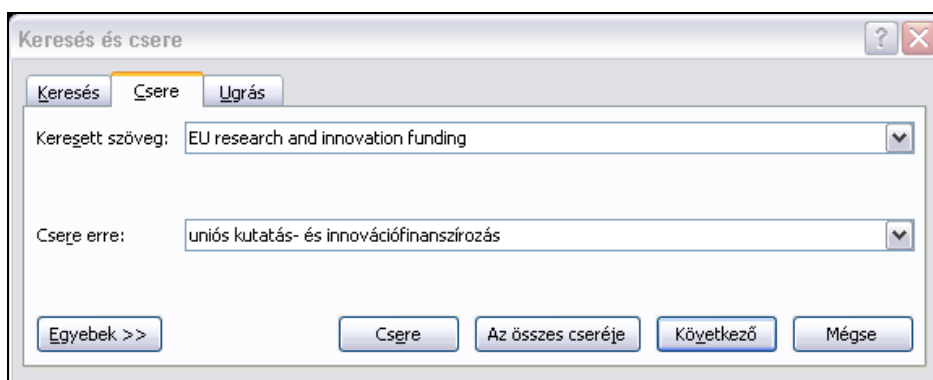 Keresés és csere ?
Keresés Csere Ugrás
Keresett szöveg: EU research and innovation funding
Csere erre: uniós kutatás- és innovációfinanszírozás
Egyebek >> Csere Az összes cseréje Következő Mégse